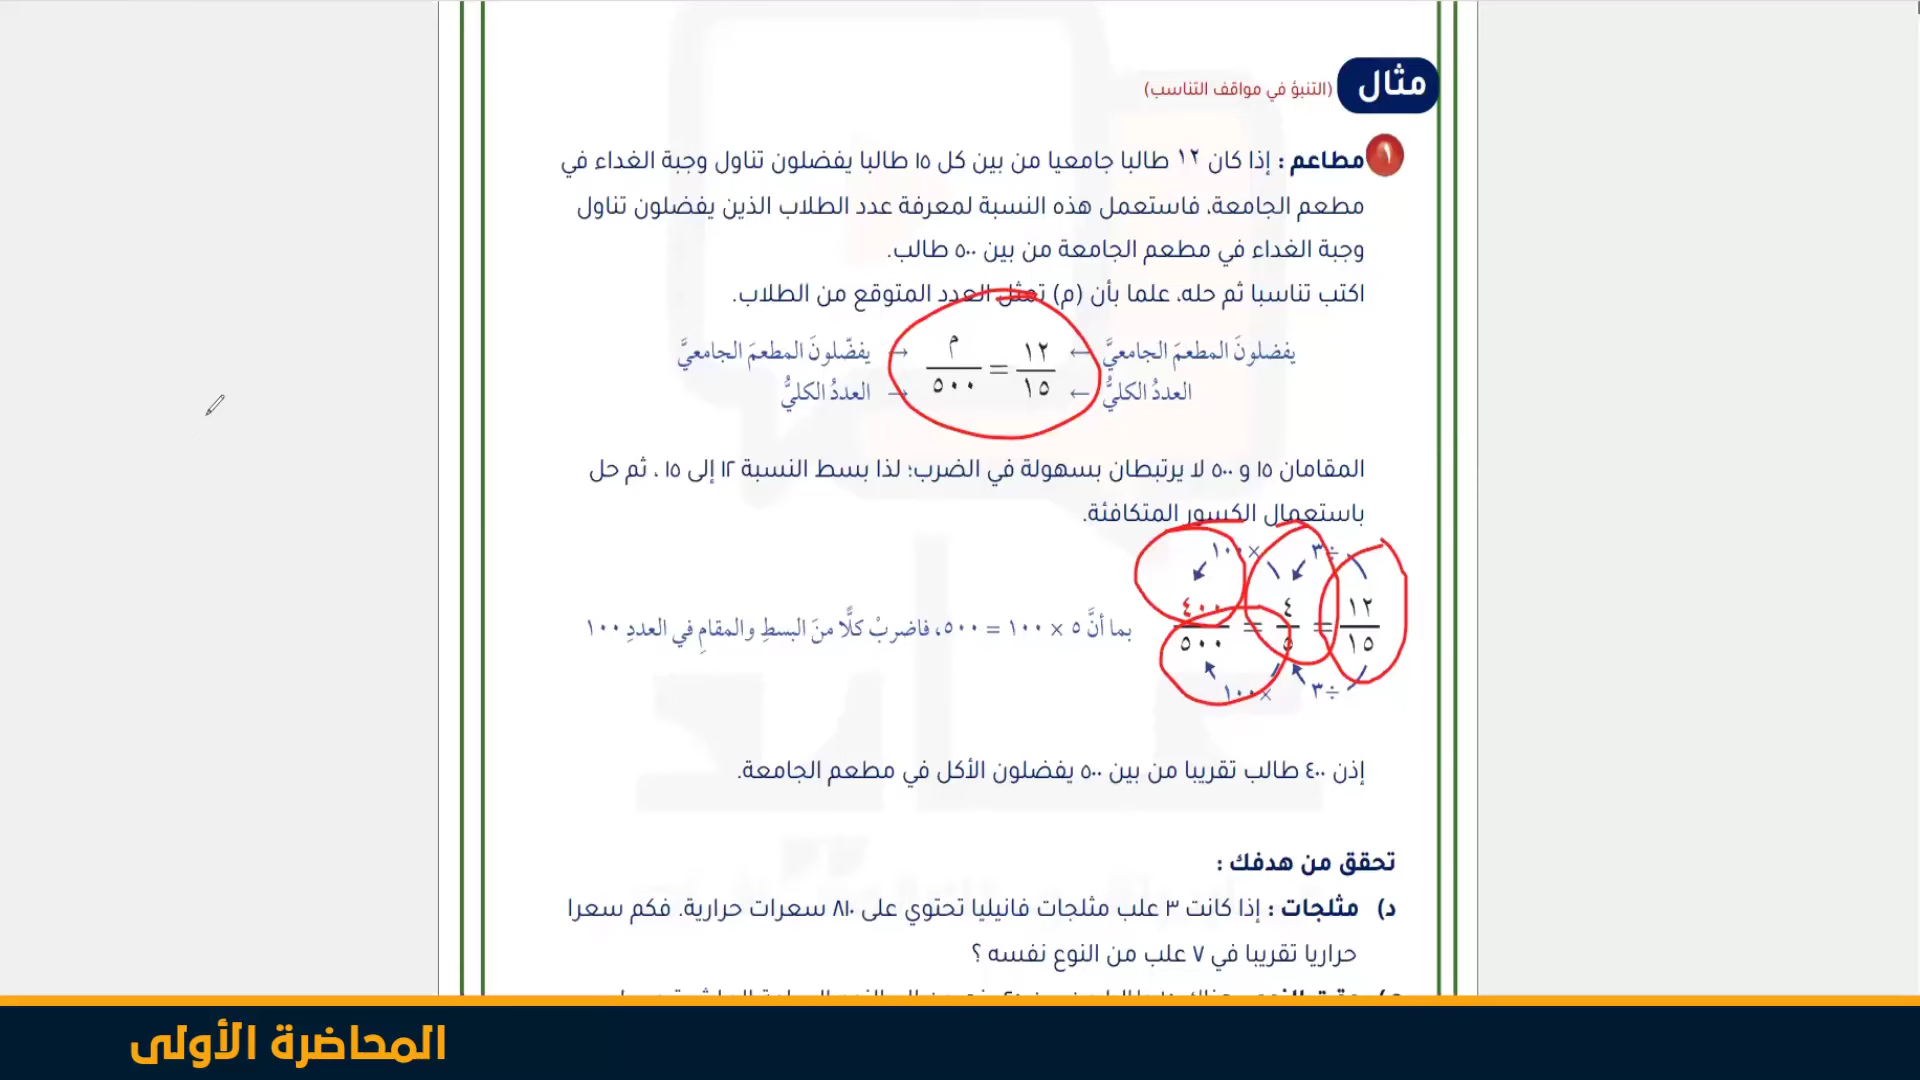 مثال (التنبؤ في مواقف التناسب)
١ مطاعم : إذا كان ١٢ طالبا جامعيا من بين كل ١٥ طالبا يفضلون تناول وجبة الغداء في
مطعم الجامعة، فاستعمل هذه النسبة لمعرفة عدد الطلاب الذين يفضلون تناول
وجبة الغداء في مطعم الجامعة من بين ٥٠٠ طالب.
اكتب تناسبا ثم حله، علما بأن (م) تمثل العدد المتوقع من الطلاب.
يفضلونَ المطعمَ الجامعيَّ ← ١٢ = م → يفضّلونَ المطعمَ الجامعيَّ
العددُ الكليُّ ← ١٥ ٥٠٠ → العددُ الكليُّ
المقامان ١٥ و ٥٠٠ لا يرتبطان بسهولة في الضرب؛ لذا بسط النسبة ١٢ إلى ١٥ ، ثم حل
باستعمال الكسور المتكافئة.
÷٣ ×١٠٠
١٢ = ٤ = ٤٠٠
بما أنَّ ٥ × ١٠٠ = ٥٠٠، فاضربْ كلًّا منَ البسطِ والمقامِ في العددِ ١٠٠
١٥ ٥ ٥٠٠
÷٣ ×١٠٠
إذن ٤٠٠ طالب تقريبا من بين ٥٠٠ يفضلون الأكل في مطعم الجامعة.
تحقق من هدفك :
د) مثلجات : إذا كانت ٣ علب مثلجات فانيليا تحتوي على ٨١٠ سعرات حرارية. فكم سعرا
حراريا تقريبا في ٧ علب من النوع نفسه ؟
المحاضرة الأولى